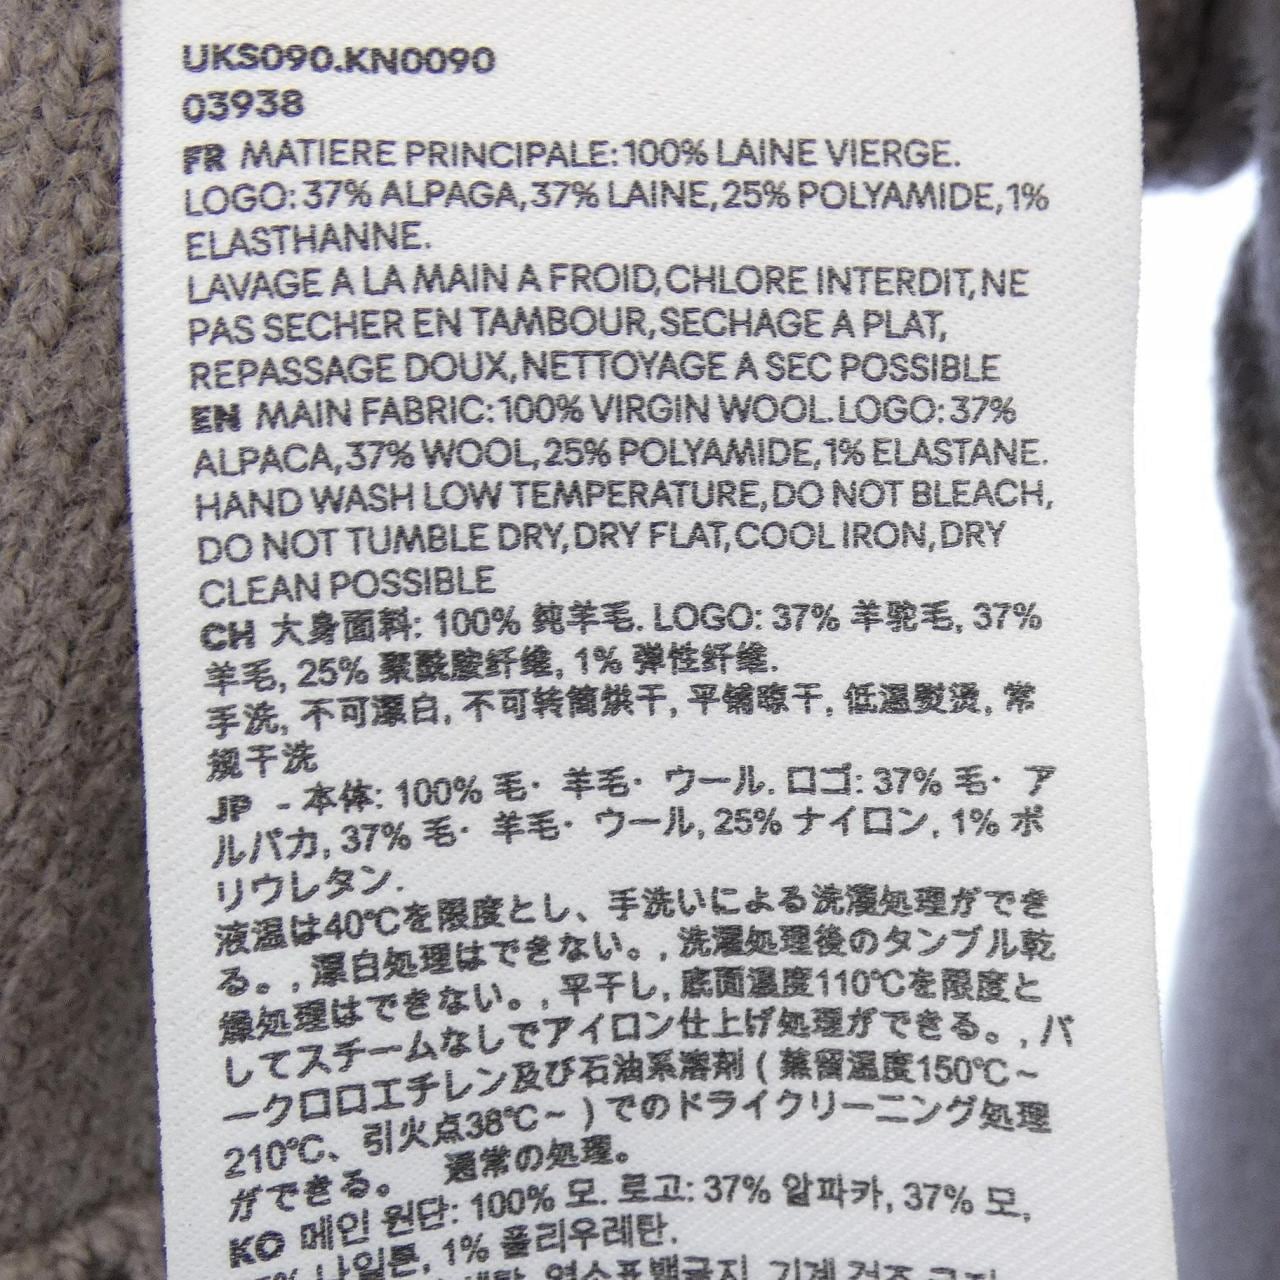 UKS090.KN0090
03938
FR MATIERE PRINCIPALE: 100% LAINE VIERGE.
LOGO: 37% ALPAGA, 37% LAINE, 25% POLYAMIDE, 1%
ELASTHANNE.
LAVAGE A LA MAIN A FROID, CHLORE INTERDIT, NE
PAS SECHER EN TAMBOUR, SECHAGE A PLAT,
REPASSAGE DOUX, NETTOYAGE A SEC POSSIBLE
EN MAIN FABRIC: 100% VIRGIN WOOL. LOGO: 37%
ALPACA, 37% WOOL, 25% POLYAMIDE, 1% ELASTANE.
HAND WASH LOW TEMPERATURE, DO NOT BLEACH,
DO NOT TUMBLE DRY, DRY FLAT, COOL IRON, DRY
CLEAN POSSIBLE
CH 大身面料: 100% 纯羊毛. LOGO: 37% 羊驼毛, 37%
羊毛, 25% 聚酰胺纤维, 1% 弹性纤维.
手洗, 不可漂白, 不可转筒烘干, 平铺晾干, 低温熨烫, 常
规干洗
JP - 本体: 100% 毛・羊毛・ウール. ロゴ: 37% 毛・ア
ルパカ, 37% 毛・羊毛・ウール, 25% ナイロン, 1% ポ
リウレタン.
液温は40℃を限度とし、手洗いによる洗濯処理ができ
る。, 漂白処理はできない。, 洗濯処理後のタンブル乾
燥処理はできない。, 平干し, 底面温度110℃を限度と
してスチームなしでアイロン仕上げ処理ができる。, パ
ークロロエチレン及び石油系溶剤 ( 蒸留温度150℃~
210℃、引火点38℃~ ) でのドライクリーニング処理
ができる。 通常の処理。
KO 메인 원단: 100% 모. 로고: 37% 알파카, 37% 모,
나일론, 1% 폴리우레탄.